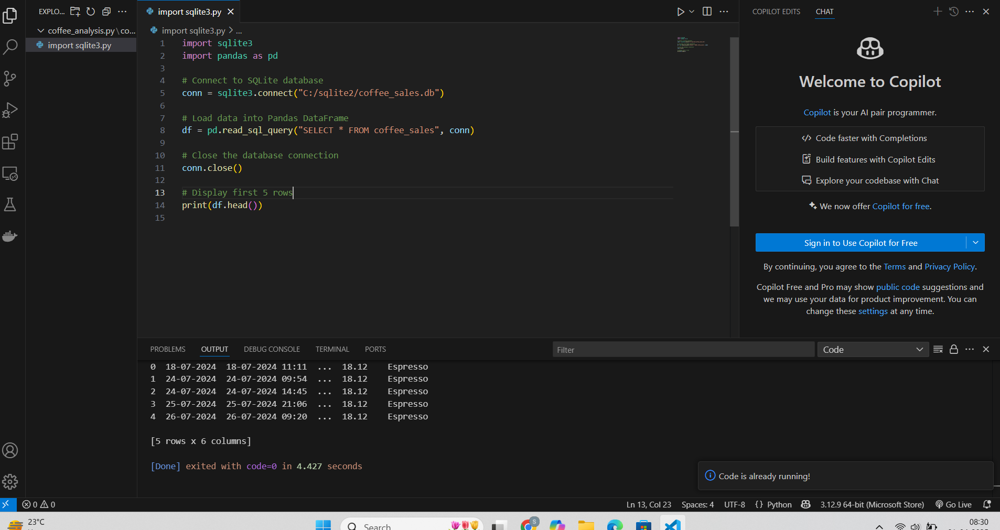 EXPLO...
coffee_analysis.py\co...
import sqlite3.py
import sqlite3.py
import sqlite3.py > ...
1 import sqlite3
2 import pandas as pd
3
4 # Connect to SQLite database
5 conn = sqlite3.connect("C:/sqlite2/coffee_sales.db")
6
7 # Load data into Pandas DataFrame
8 df = pd.read_sql_query("SELECT * FROM coffee_sales", conn)
9
10 # Close the database connection
11 conn.close()
12
13 # Display first 5 rows
14 print(df.head())
15
COPILOT EDITS CHAT
Welcome to Copilot
Copilot is your AI pair programmer.
Code faster with Completions
Build features with Copilot Edits
Explore your codebase with Chat
We now offer Copilot for free.
Sign in to Use Copilot for Free
By continuing, you agree to the Terms and Privacy Policy.
Copilot Free and Pro may show public code suggestions and
we may use your data for product improvement. You can
change these settings at any time.
PROBLEMS OUTPUT DEBUG CONSOLE TERMINAL PORTS
Filter
Code
0 18-07-2024 18-07-2024 11:11 ... 18.12 Espresso
1 24-07-2024 24-07-2024 09:54 ... 18.12 Espresso
2 24-07-2024 24-07-2024 14:45 ... 18.12 Espresso
3 25-07-2024 25-07-2024 21:06 ... 18.12 Espresso
4 26-07-2024 26-07-2024 09:20 ... 18.12 Espresso
[5 rows x 6 columns]
[Done] exited with code=0 in 4.427 seconds
Code is already running!
0 0
Ln 13, Col 23 Spaces: 4 UTF-8 {} Python 3.12.9 64-bit (Microsoft Store) Go Live
23°C
Search
S
08:30